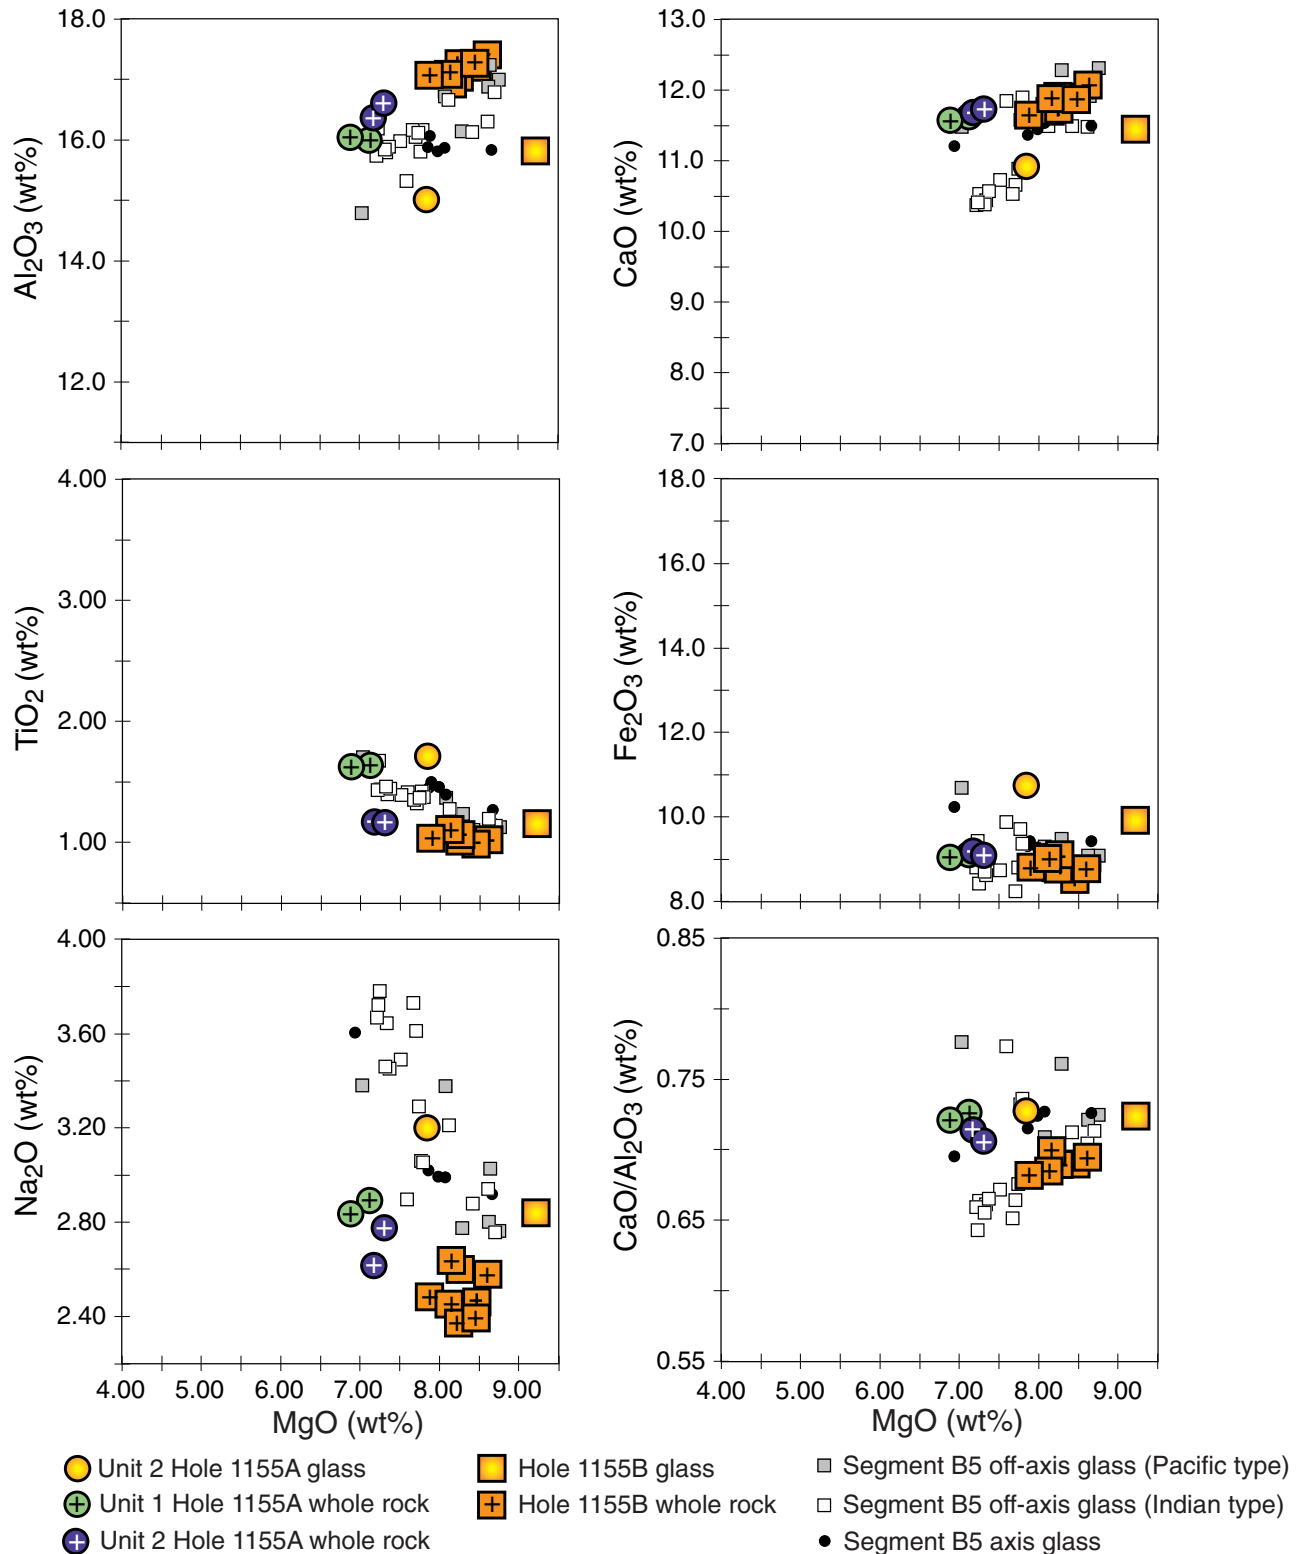 18.0
16.0
14.0
12.0
Al₂O₃ (wt%)
13.0
12.0
11.0
10.0
9.0
8.0
7.0
CaO (wt%)
4.00
3.00
2.00
1.00
TiO₂ (wt%)
18.0
16.0
14.0
12.0
10.0
8.0
Fe₂O₃ (wt%)
4.00
3.60
3.20
2.80
2.40
Na₂O (wt%)
4.00 5.00 6.00 7.00 8.00 9.00
MgO (wt%)
0.85
0.75
0.65
0.55
CaO/Al₂O₃ (wt%)
4.00 5.00 6.00 7.00 8.00 9.00
MgO (wt%)
Unit 2 Hole 1155A glass
Unit 1 Hole 1155A whole rock
Unit 2 Hole 1155A whole rock
Hole 1155B glass
Hole 1155B whole rock
Segment B5 off-axis glass (Pacific type)
Segment B5 off-axis glass (Indian type)
Segment B5 axis glass